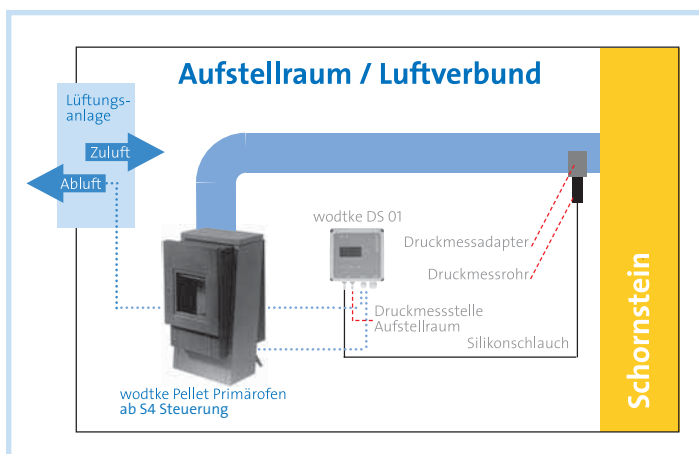 Aufstellraum / Luftverbund
Lüftungs-
anlage
Zuluft
Abluft
wodtke DS 01
Druckmessadapter
Druckmessrohr
Druckmessstelle
Aufstellraum
Silikonschlauch
wodtke Pellet Primärofen
ab S4 Steuerung
Schornstein